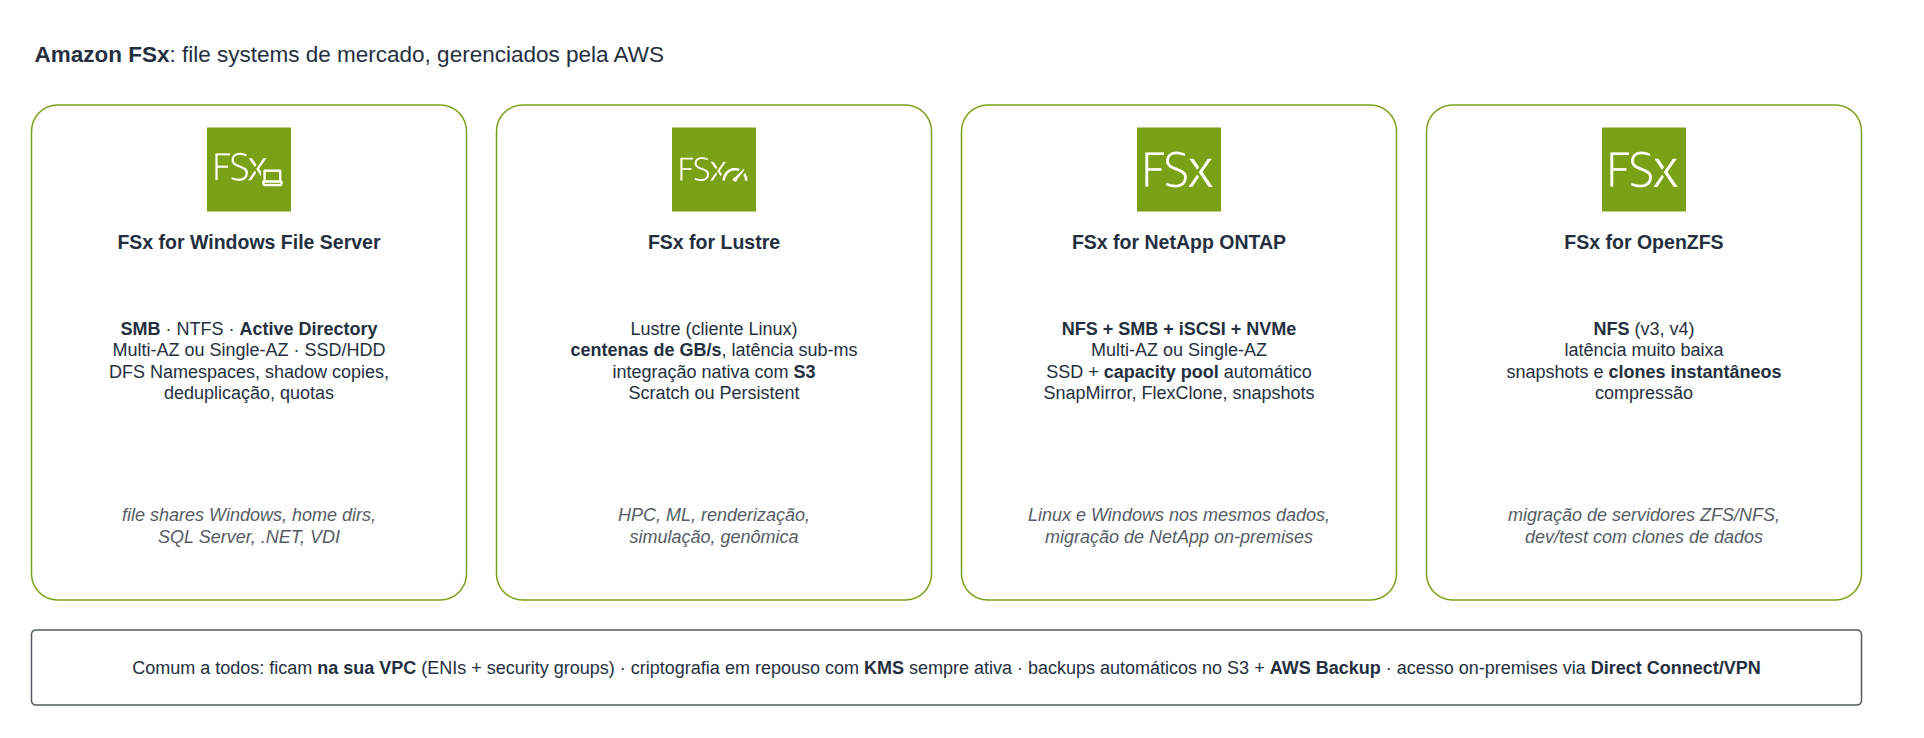 Amazon FSx: file systems de mercado, gerenciados pela AWS
FSx
FSx for Windows File Server
SMB · NTFS · Active Directory
Multi-AZ ou Single-AZ · SSD/HDD
DFS Namespaces, shadow copies,
deduplicação, quotas
file shares Windows, home dirs,
SQL Server, .NET, VDI
FSx
FSx for Lustre
Lustre (cliente Linux)
centenas de GB/s, latência sub-ms
integração nativa com S3
Scratch ou Persistent
HPC, ML, renderização,
simulação, genômica
FSx
FSx for NetApp ONTAP
NFS + SMB + iSCSI + NVMe
Multi-AZ ou Single-AZ
SSD + capacity pool automático
SnapMirror, FlexClone, snapshots
Linux e Windows nos mesmos dados,
migração de NetApp on-premises
FSx
FSx for OpenZFS
NFS (v3, v4)
latência muito baixa
snapshots e clones instantâneos
compressão
migração de servidores ZFS/NFS,
dev/test com clones de dados
Comum a todos: ficam na sua VPC (ENIs + security groups) · criptografia em repouso com KMS sempre ativa · backups automáticos no S3 + AWS Backup · acesso on-premises via Direct Connect/VPN